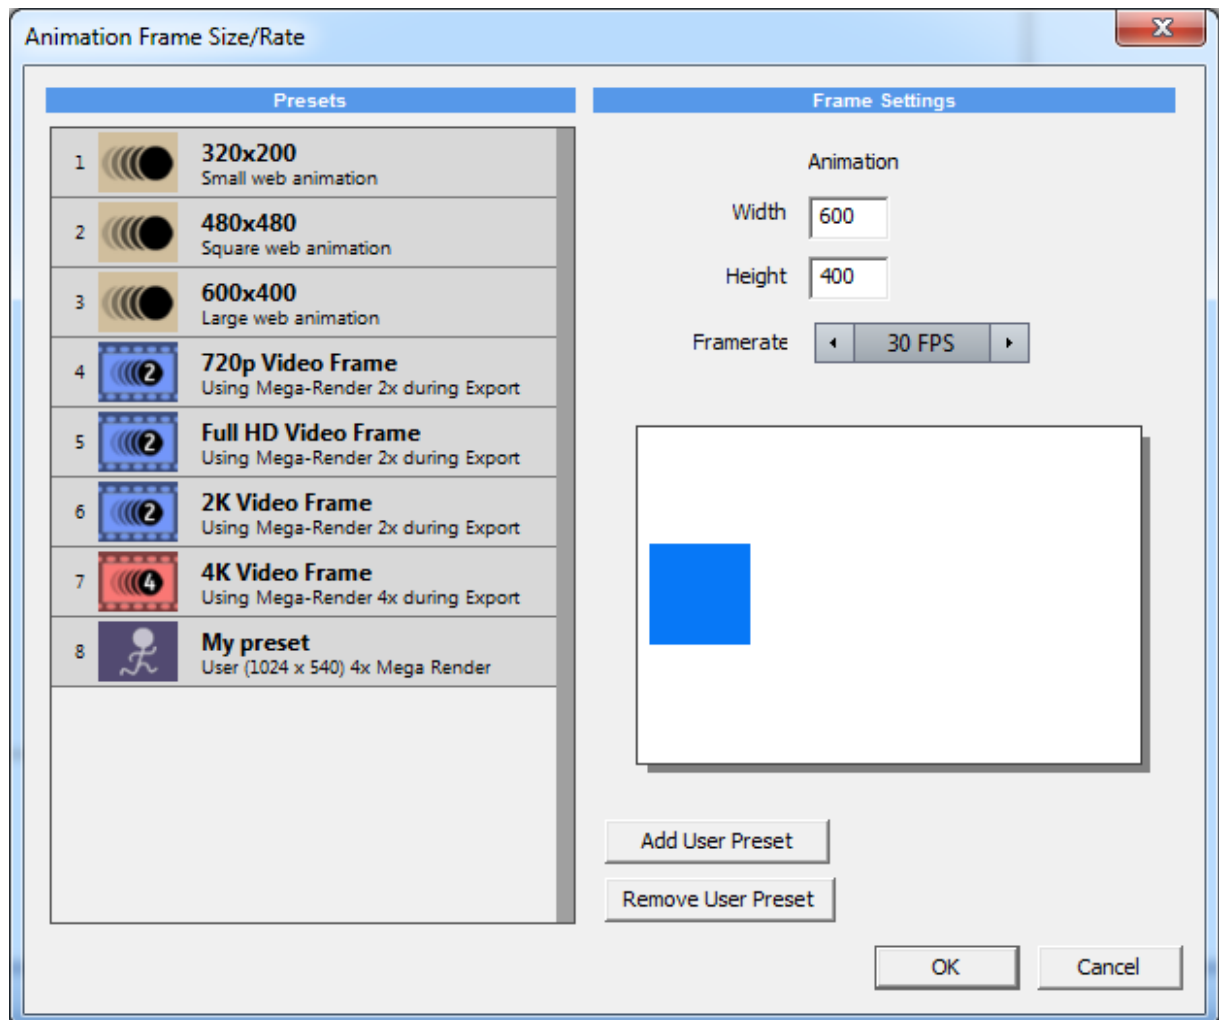 Animation Frame Size/Rate
Presets
1
320x200
Small web animation
2
480x480
Square web animation
3
600x400
Large web animation
4
2
720p Video Frame
Using Mega-Render 2x during Export
5
2
Full HD Video Frame
Using Mega-Render 2x during Export
6
2
2K Video Frame
Using Mega-Render 2x during Export
7
4
4K Video Frame
Using Mega-Render 4x during Export
8
My preset
User (1024 x 540) 4x Mega Render
Frame Settings
Animation
Width 600
Height 400
Framerate 30 FPS
Add User Preset
Remove User Preset
OK Cancel